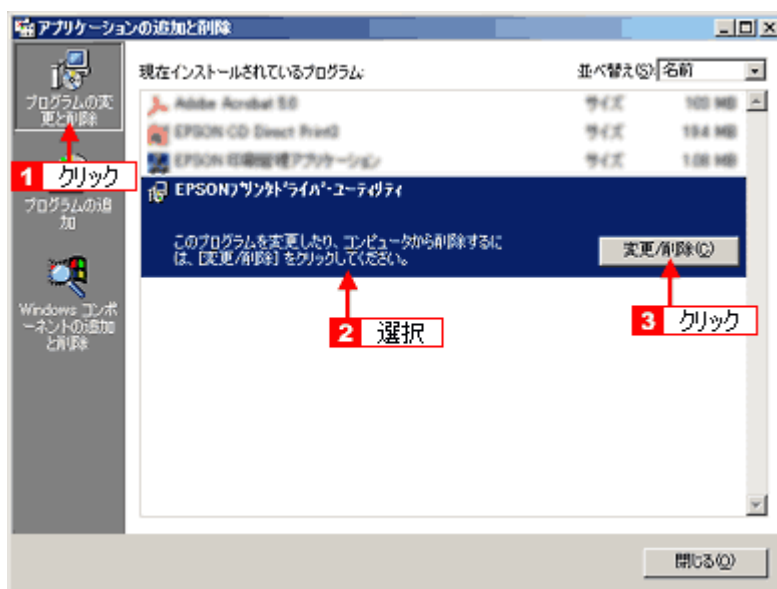 アプリケーションの追加と削除
プログラムの変
更と削除
1 クリック
プログラムの追
加
Windows コンポ
ーネントの追加
と削除
現在インストールされているプログラム:
並べ替え(S): 名前
Adobe Acrobat 5.0 サイズ 103 MB
EPSON CD Direct Print2 サイズ
EPSON 印刷管理アプリケーション サイズ 1.08 MB
EPSONプリンタドライバ・ユーティリティ
このプログラムを変更したり、コンピュータから削除するに
は、[変更/削除] をクリックしてください。
変更/削除(C)
2 選択
3 クリック
閉じる(O)